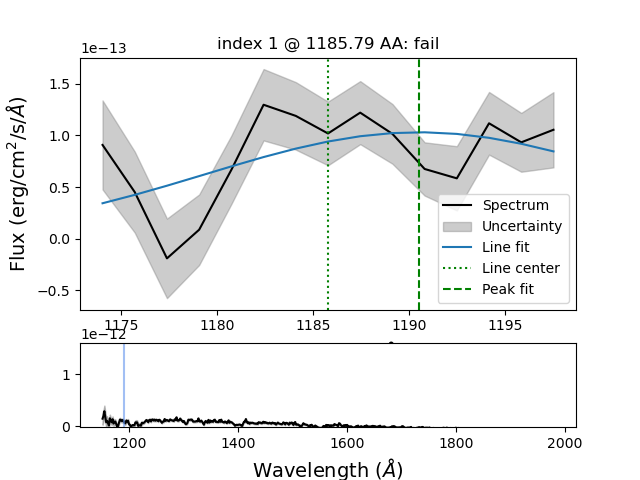 index 1 @ 1185.79 AA: fail
1e−13
1.5
1.0
0.5
0.0
−0.5
Flux (erg/cm²/s/Å)
Spectrum
Uncertainty
Line fit
Line center
Peak fit
1175 1180 1185 1190 1195
1e−12
1
0
1200 1400 1600 1800 2000
Wavelength (Å)